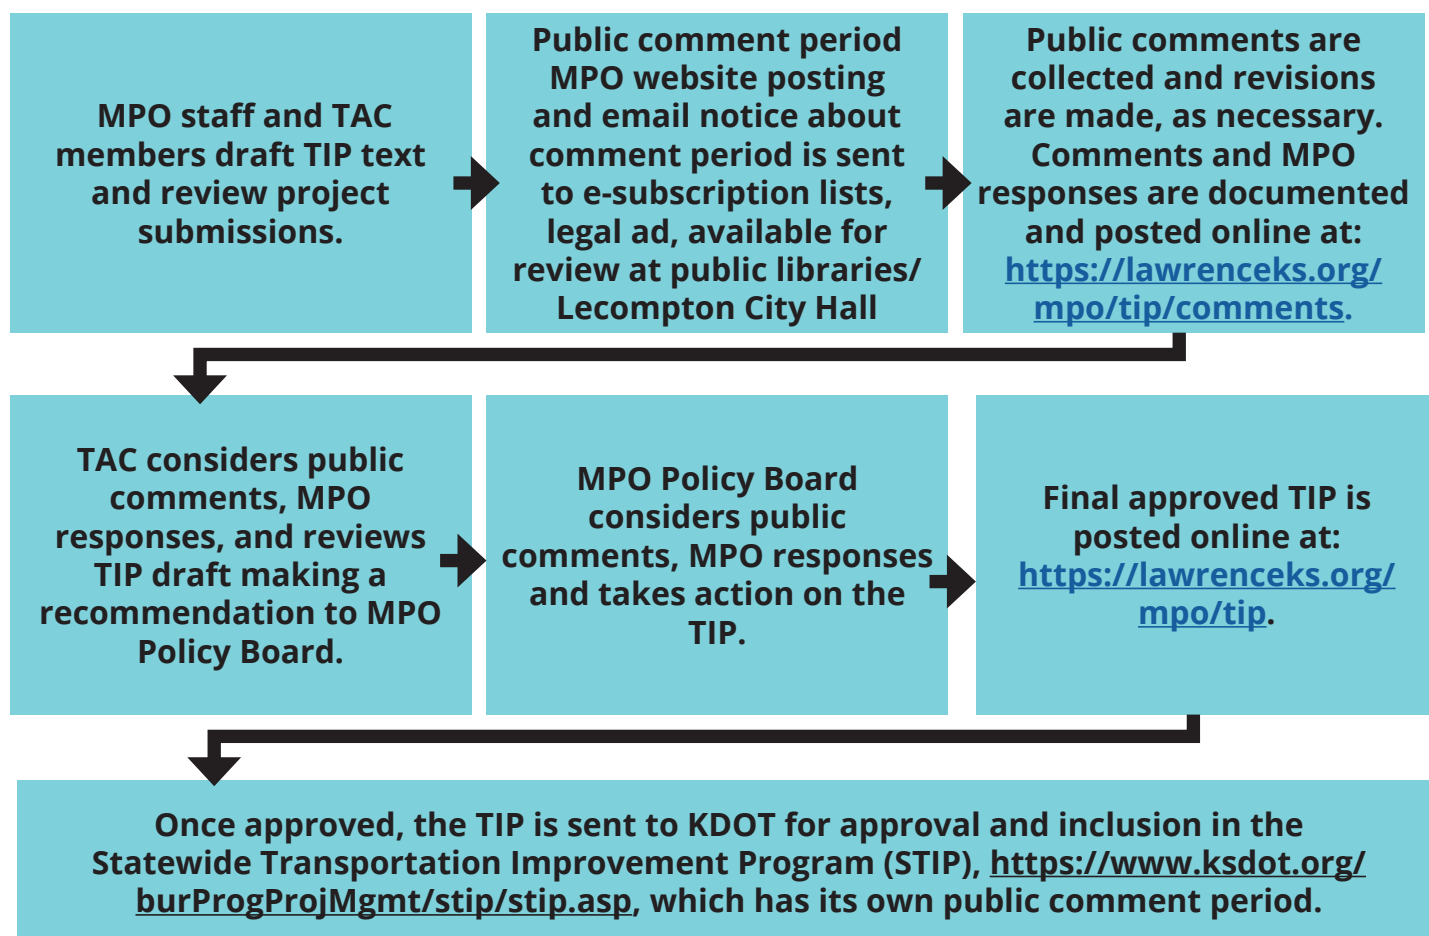 MPO staff and TAC
members draft TIP text
and review project
submissions.
Public comment period
MPO website posting
and email notice about
comment period is sent
to e-subscription lists,
legal ad, available for
review at public libraries/
Lecompton City Hall
Public comments are
collected and revisions
are made, as necessary.
Comments and MPO
responses are documented
and posted online at:
https://lawrenceks.org/
mpo/tip/comments.
TAC considers public
comments, MPO
responses, and reviews
TIP draft making a
recommendation to MPO
Policy Board.
MPO Policy Board
considers public
comments, MPO responses
and takes action on the
TIP.
Final approved TIP is
posted online at:
https://lawrenceks.org/
mpo/tip.
Once approved, the TIP is sent to KDOT for approval and inclusion in the
Statewide Transportation Improvement Program (STIP), https://www.ksdot.org/
burProgProjMgmt/stip/stip.asp, which has its own public comment period.